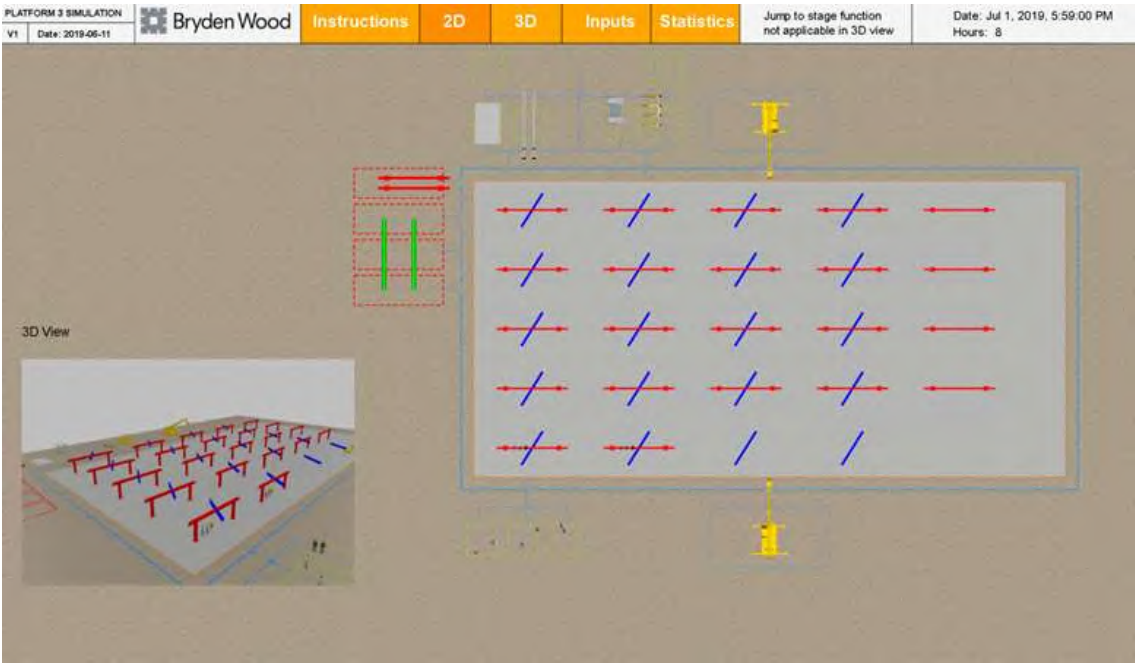 PLATFORM 3 SIMULATION
V1 Date: 2019-06-11
Bryden Wood
Instructions
2D
3D
Inputs
Statistics
Jump to stage function
not applicable in 3D view
Date: Jul 1, 2019, 5:59:00 PM
Hours: 8
3D View